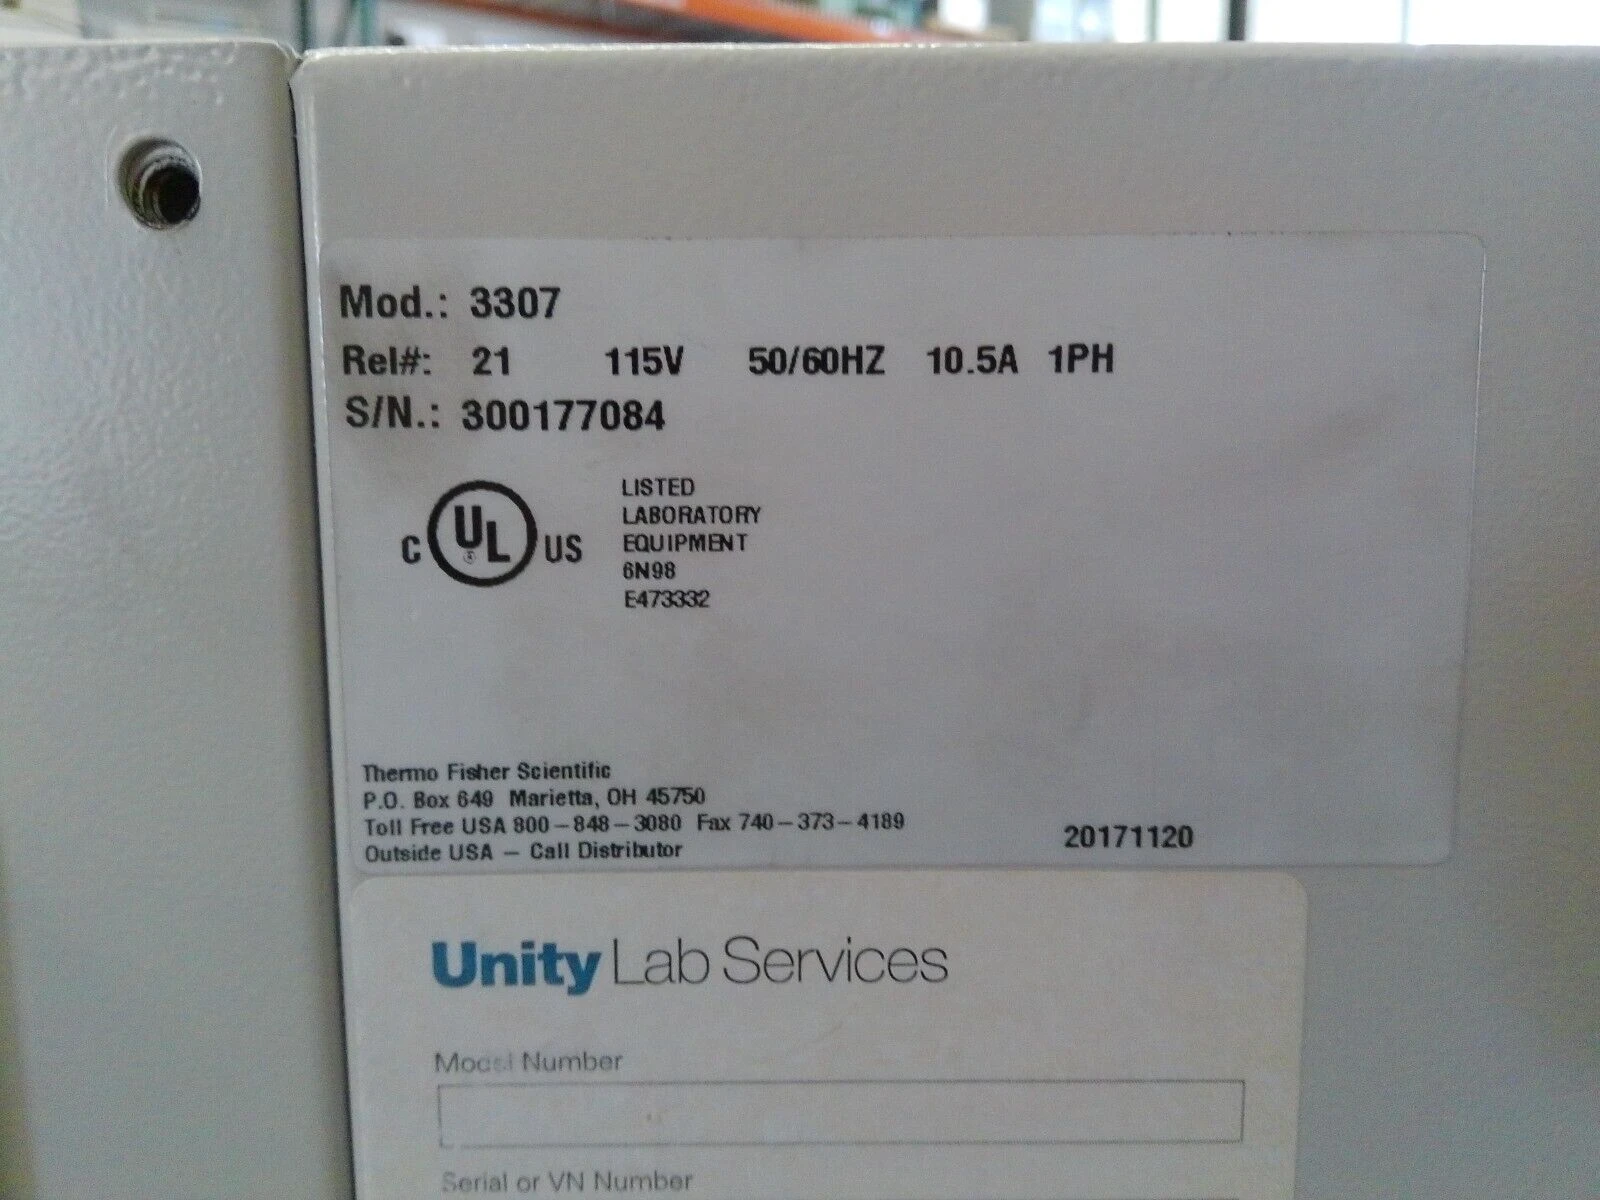 Mod.: 3307
Rel#: 21 115V 50/60HZ 10.5A 1PH
S/N.: 300177084
C UL US
LISTED
LABORATORY
EQUIPMENT
6N98
E473332
Thermo Fisher Scientific
P.O. Box 649 Marietta, OH 45750
Toll Free USA 800-848-3080 Fax 740-373-4189
Outside USA - Call Distributor
20171120
Unity Lab Services
Model Number
Serial or VN Number